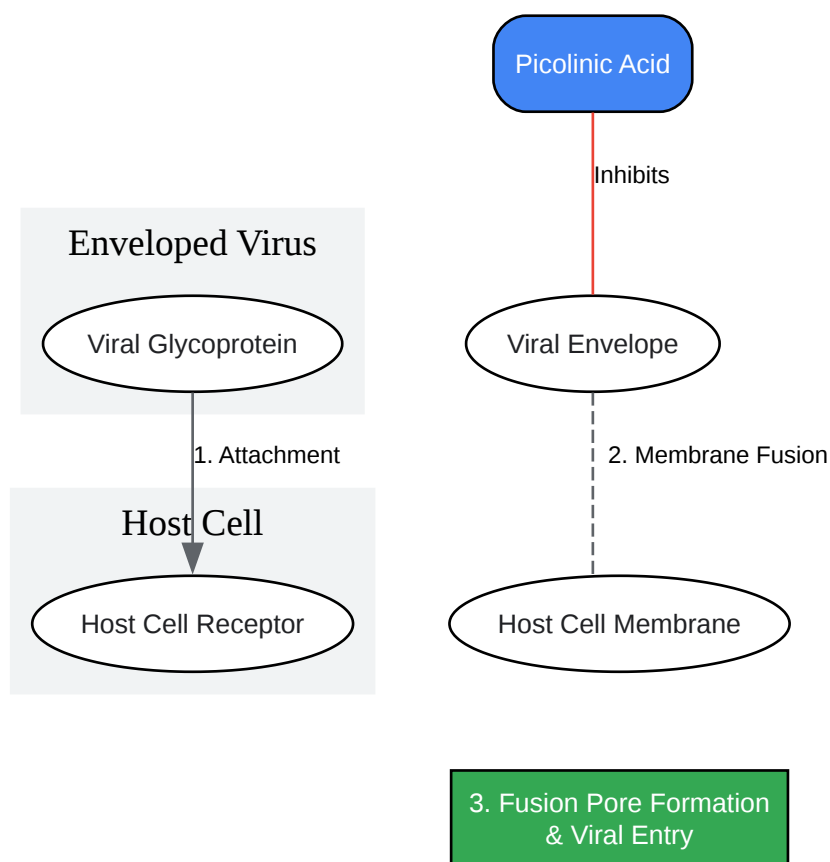 Picolinic Acid
Inhibits
Enveloped Virus
Viral Glycoprotein
Viral Envelope
1. Attachment
2. Membrane Fusion
Host Cell
Host Cell Receptor
Host Cell Membrane
3. Fusion Pore Formation
& Viral Entry